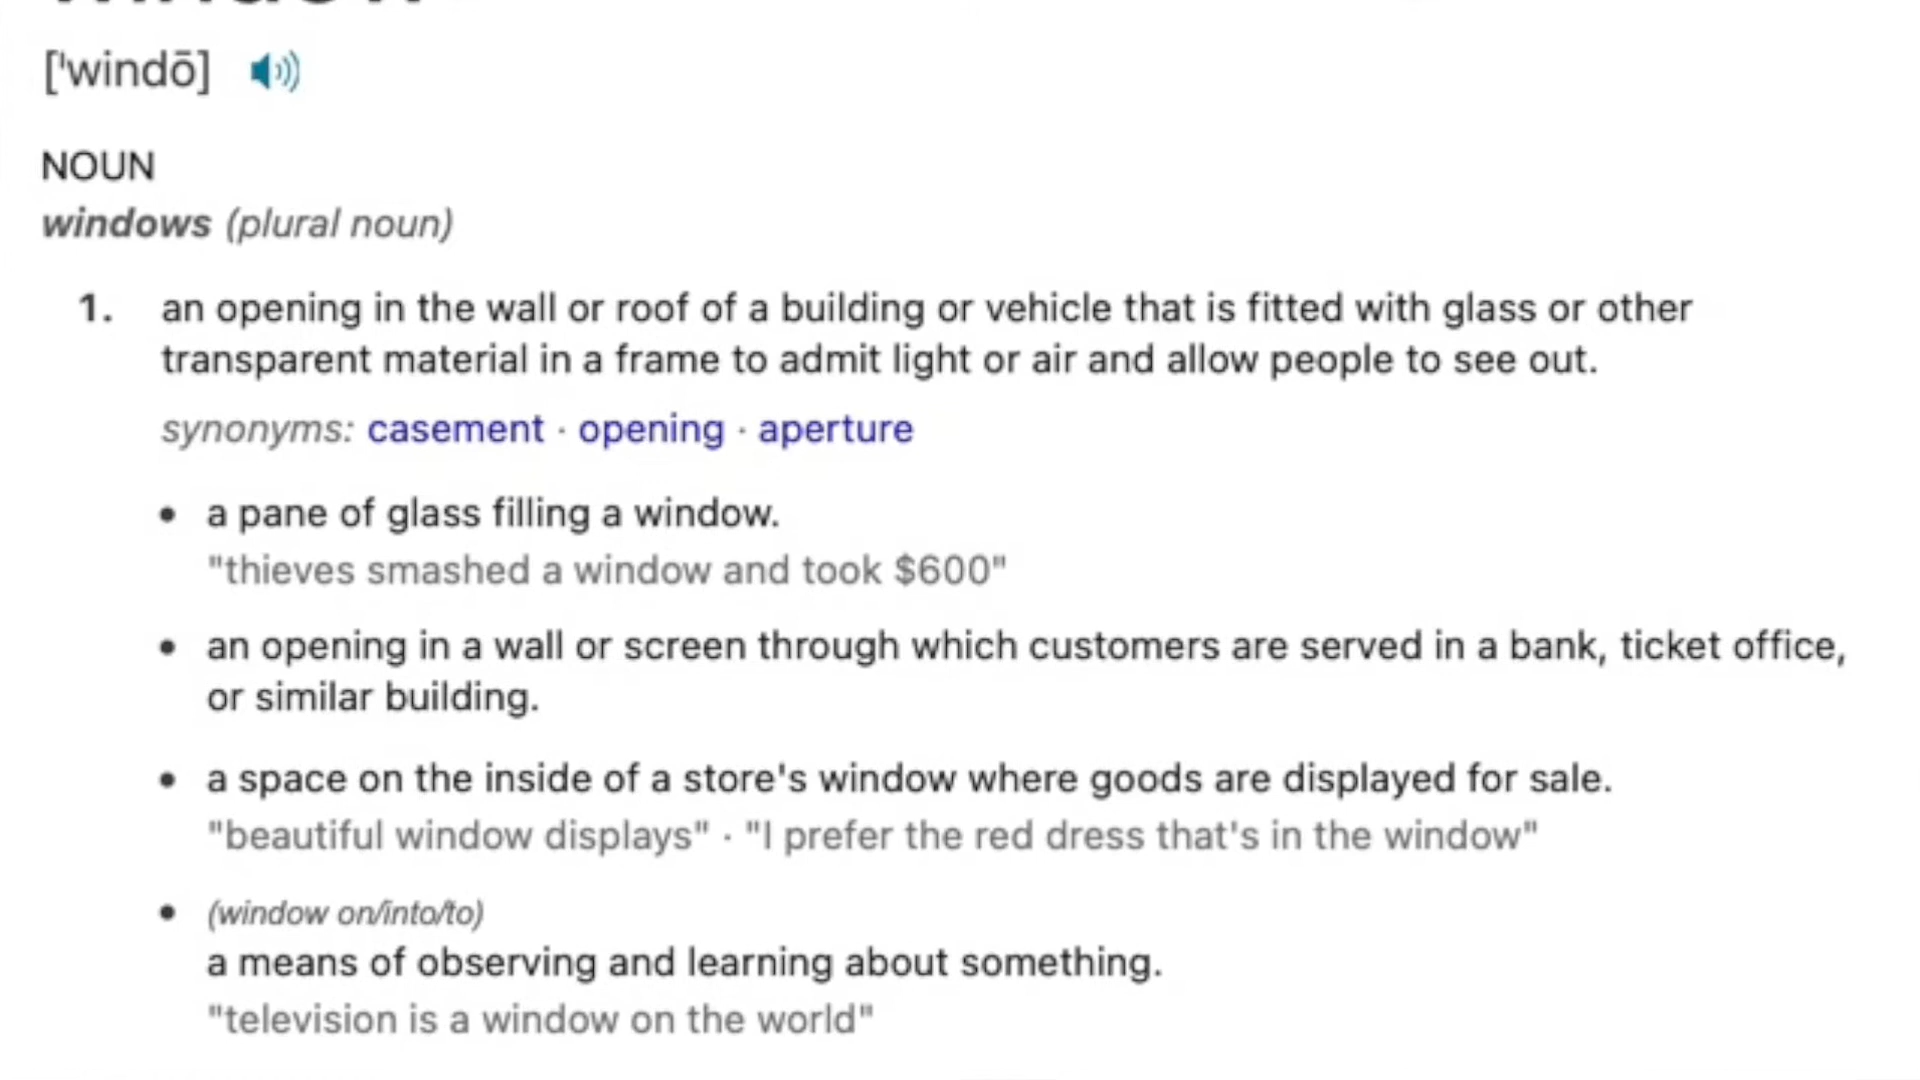 ['windō]
NOUN
windows (plural noun)
1. an opening in the wall or roof of a building or vehicle that is fitted with glass or other
transparent material in a frame to admit light or air and allow people to see out.
synonyms: casement · opening · aperture
• a pane of glass filling a window.
"thieves smashed a window and took $600"
• an opening in a wall or screen through which customers are served in a bank, ticket office,
or similar building.
• a space on the inside of a store's window where goods are displayed for sale.
"beautiful window displays" · "I prefer the red dress that's in the window"
• (window on/into/to)
a means of observing and learning about something.
"television is a window on the world"